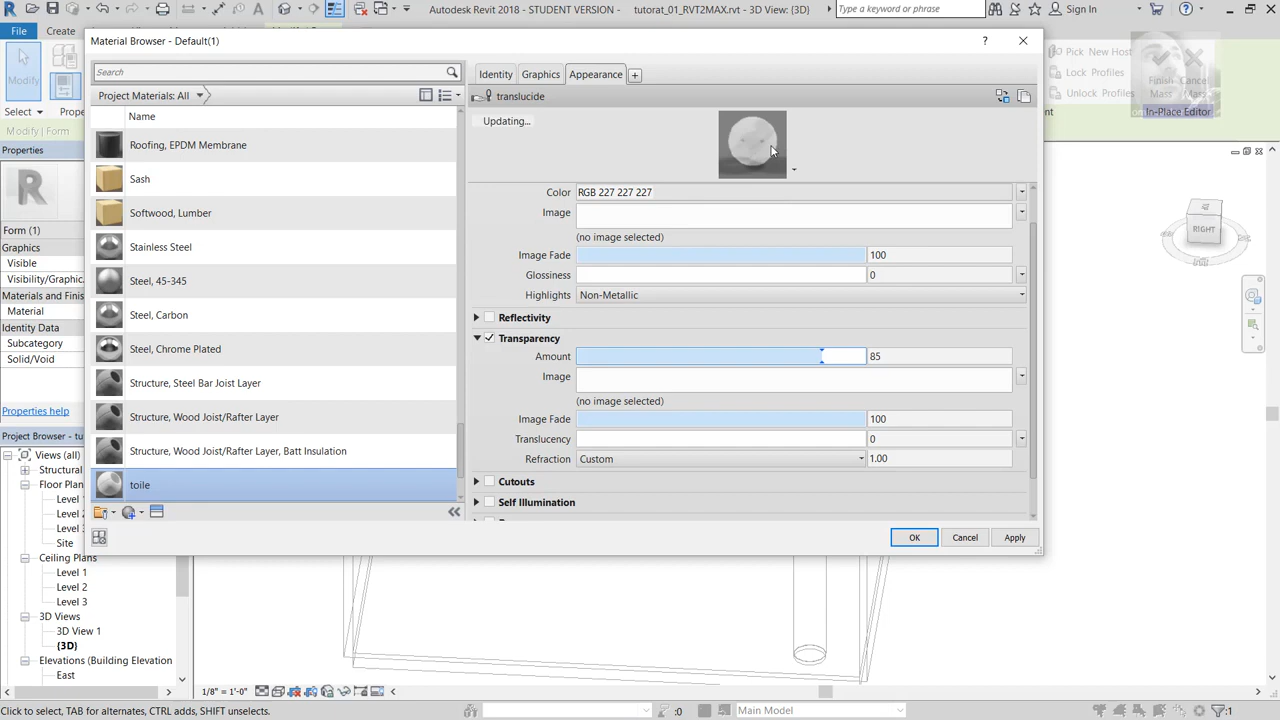 Autodesk Revit 2018 - STUDENT VERSION - tutorat_01_RVT2MAX.rvt - 3D View: {3D}
Type a keyword or phrase
Sign In
File
Create
Material Browser - Default(1)
Modify
Select
Prope
Modify | Form
Pick New Host
Lock Profiles
Unlock Profiles
Finish Cancel
Mass Mass
In-Place Editor
Search
Project Materials: All
Name
Roofing, EPDM Membrane
Sash
Softwood, Lumber
Stainless Steel
Steel, 45-345
Steel, Carbon
Steel, Chrome Plated
Structure, Steel Bar Joist Layer
Structure, Wood Joist/Rafter Layer
Structure, Wood Joist/Rafter Layer, Batt Insulation
toile
Identity
Graphics
Appearance
translucide
Updating...
Color
RGB 227 227 227
Image
(no image selected)
Image Fade
100
Glossiness
0
Highlights
Non-Metallic
Reflectivity
Transparency
Amount
85
Image
(no image selected)
Image Fade
100
Translucency
0
Refraction
Custom
1.00
Cutouts
Self Illumination
OK
Cancel
Apply
Properties
Form (1)
Graphics
Visible
Visibility/Graphic
Materials and Finis
Material
Identity Data
Subcategory
Solid/Void
Properties help
Project Browser - tu
Views (all)
Structural
Floor Plan
Level 1
Level 2
Level 3
Site
Ceiling Plans
Level 1
Level 2
Level 3
3D Views
3D View 1
{3D}
Elevations (Building Elevation
East
RIGHT
1/8" = 1'-0"
Click to select, TAB for alternates, CTRL adds, SHIFT unselects.
:0
Main Model
:1